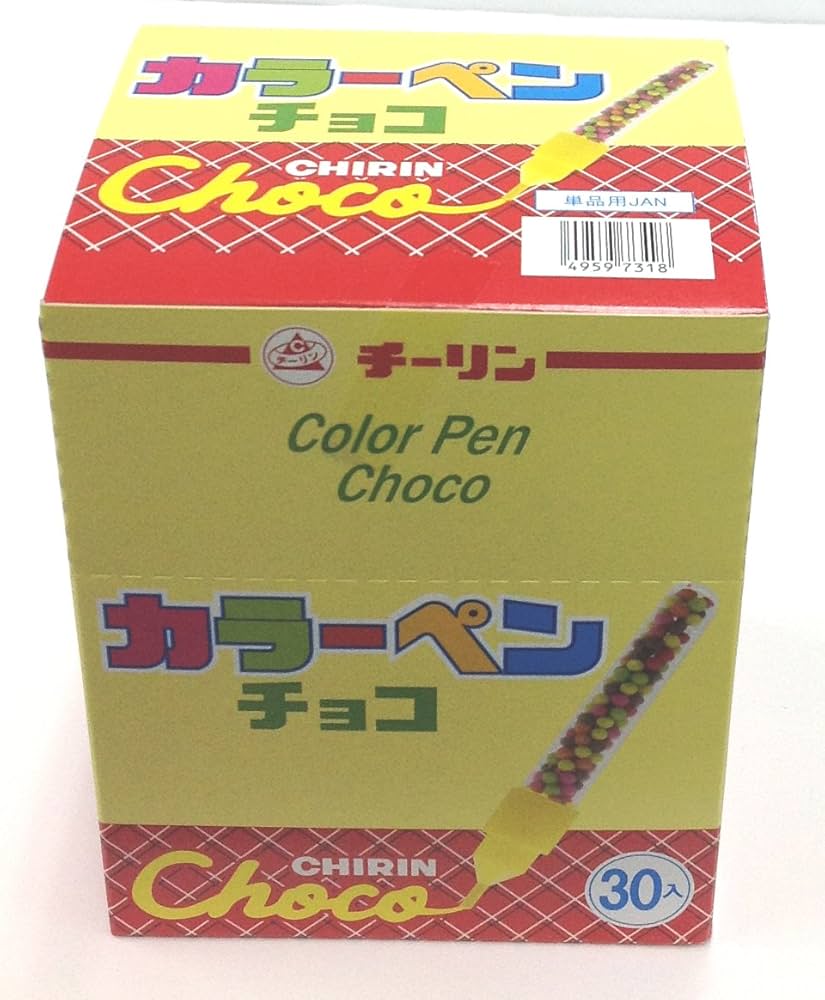 カラーペン
チョコ
CHIRIN
Choco
単品用JAN
4959 7318
C
チーリン
チーリン
Color Pen
Choco
カラーペン
チョコ
CHIRIN
Choco
30入